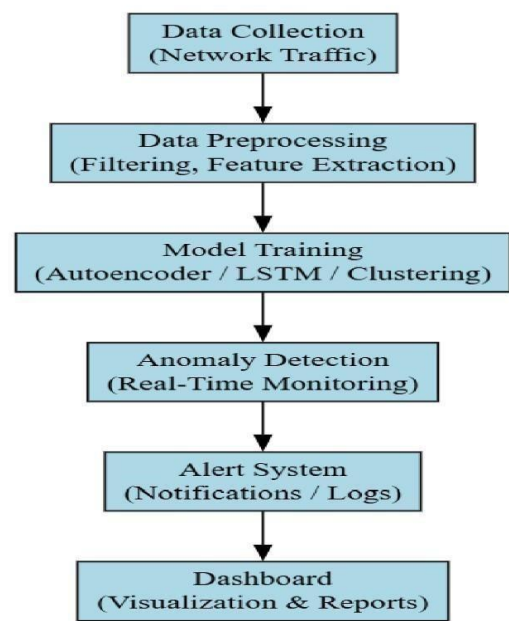 Data Collection
(Network Traffic)
Data Preprocessing
(Filtering, Feature Extraction)
Model Training
(Autoencoder / LSTM / Clustering)
Anomaly Detection
(Real-Time Monitoring)
Alert System
(Notifications / Logs)
Dashboard
(Visualization & Reports)